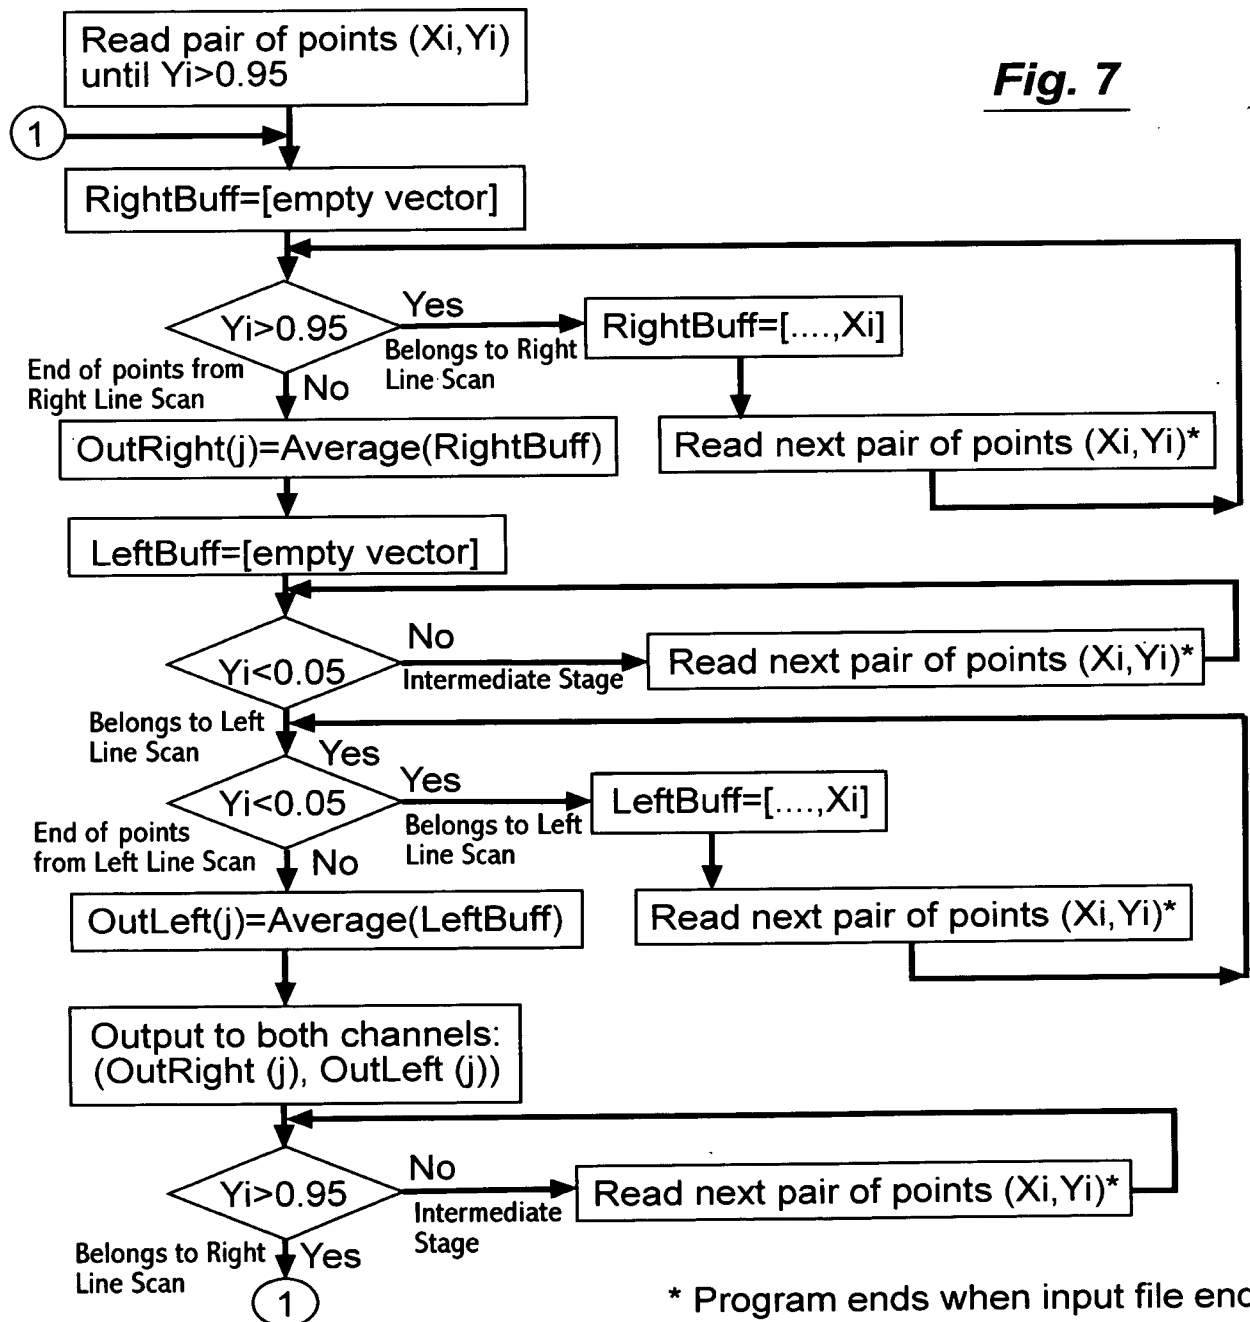 Read pair of points (Xi,Yi)
until Yi>0.95
Fig. 7
1
RightBuff=[empty vector]
Yi>0.95
Yes
Belongs to Right
Line Scan
RightBuff=[....,Xi]
End of points from
Right Line Scan
No
Read next pair of points (Xi,Yi)*
OutRight(j)=Average(RightBuff)
LeftBuff=[empty vector]
Yi<0.05
No
Intermediate Stage
Read next pair of points (Xi,Yi)*
Belongs to Left
Line Scan
Yes
Yi<0.05
Yes
Belongs to Left
Line Scan
LeftBuff=[....,Xi]
End of points
from Left Line Scan
No
Read next pair of points (Xi,Yi)*
OutLeft(j)=Average(LeftBuff)
Output to both channels:
(OutRight (j), OutLeft (j))
Yi>0.95
No
Intermediate
Stage
Read next pair of points (Xi,Yi)*
Belongs to Right
Line Scan
Yes
1
* Program ends when input file end